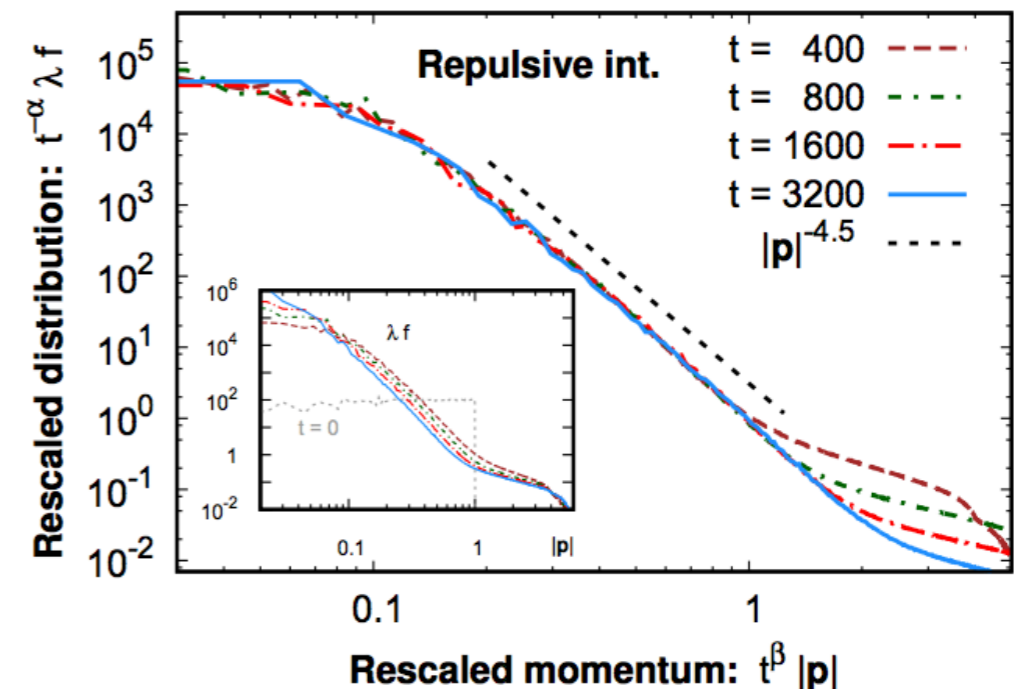 Repulsive int.
t = 400
t = 800
t = 1600
t = 3200
|p|^-4.5
Rescaled distribution: t^-α λ f
10^5
10^4
10^3
10^2
10^1
10^0
10^-1
10^-2
10^6
10^4
10^2
1
10^-2
λ f
t = 0
0.1
1
|p|
0.1
1
Rescaled momentum: t^β |p|